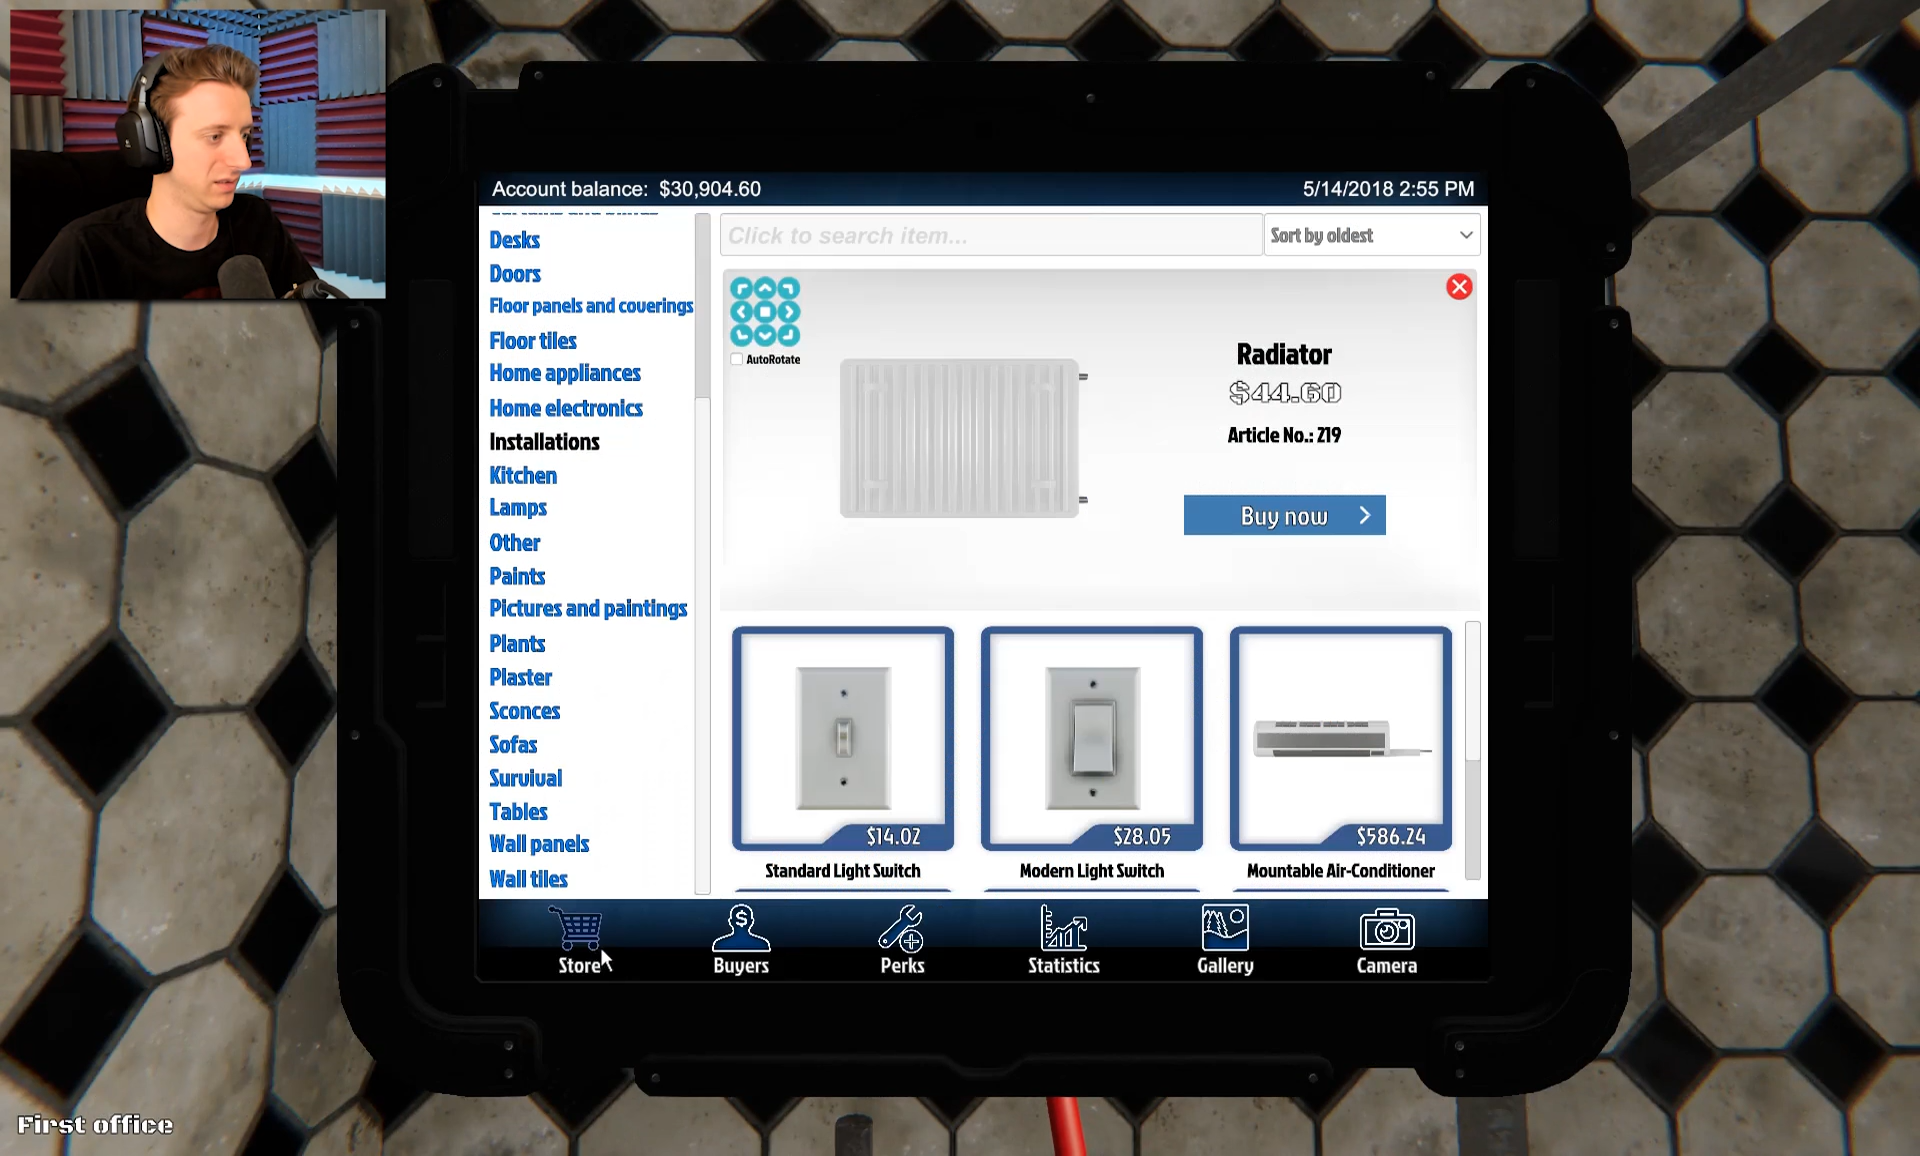 Account balance: $30,904.60
5/14/2018 2:55 PM
Desks
Doors
Floor panels and coverings
Floor tiles
Home appliances
Home electronics
Installations
Kitchen
Lamps
Other
Paints
Pictures and paintings
Plants
Plaster
Sconces
Sofas
Survival
Tables
Wall panels
Wall tiles
Click to search item...
Sort by oldest
AutoRotate
Radiator
$44.60
Article No.: 219
Buy now
$14.02
Standard Light Switch
$28.05
Modern Light Switch
$586.24
Mountable Air-Conditioner
Store
Buyers
Perks
Statistics
Gallery
Camera
First office